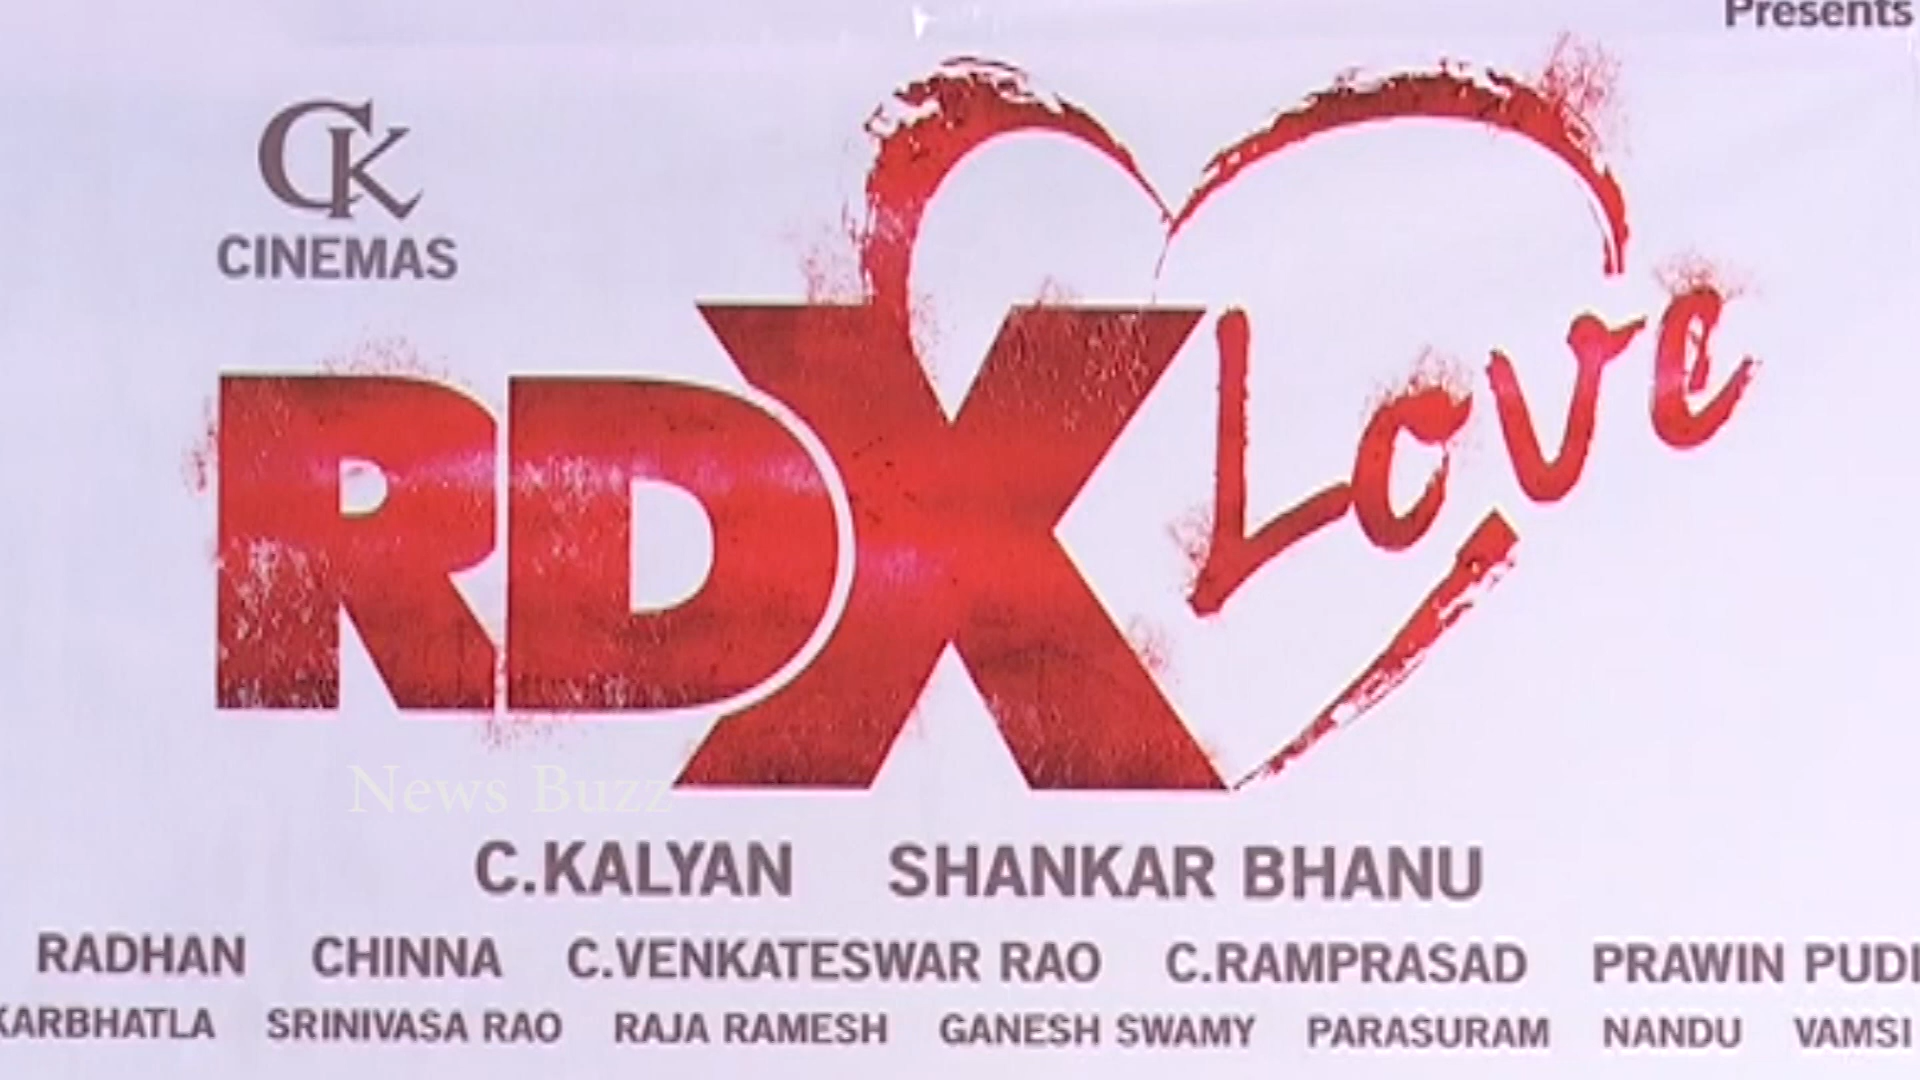 Presents
CK
CINEMAS
RDX Love
News Buzz
C.KALYAN SHANKAR BHANU
RADHAN CHINNA C.VENKATESWAR RAO C.RAMPRASAD PRAWIN PUDI
KARBHATLA SRINIVASA RAO RAJA RAMESH GANESH SWAMY PARASURAM NANDU VAMSI